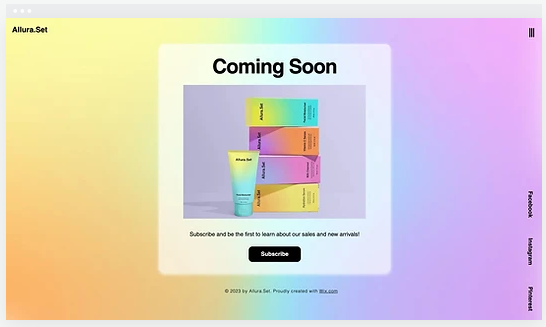 Allura.Set
Coming Soon
Allura.Set
Allura.Set
Allura.Set
Allura.Set
Allura.Set
Subscribe and be the first to learn about our sales and new arrivals!
Subscribe
Facebook
Instagram
Pinterest
© 2023 by Allura.Set. Proudly created with Wix.com